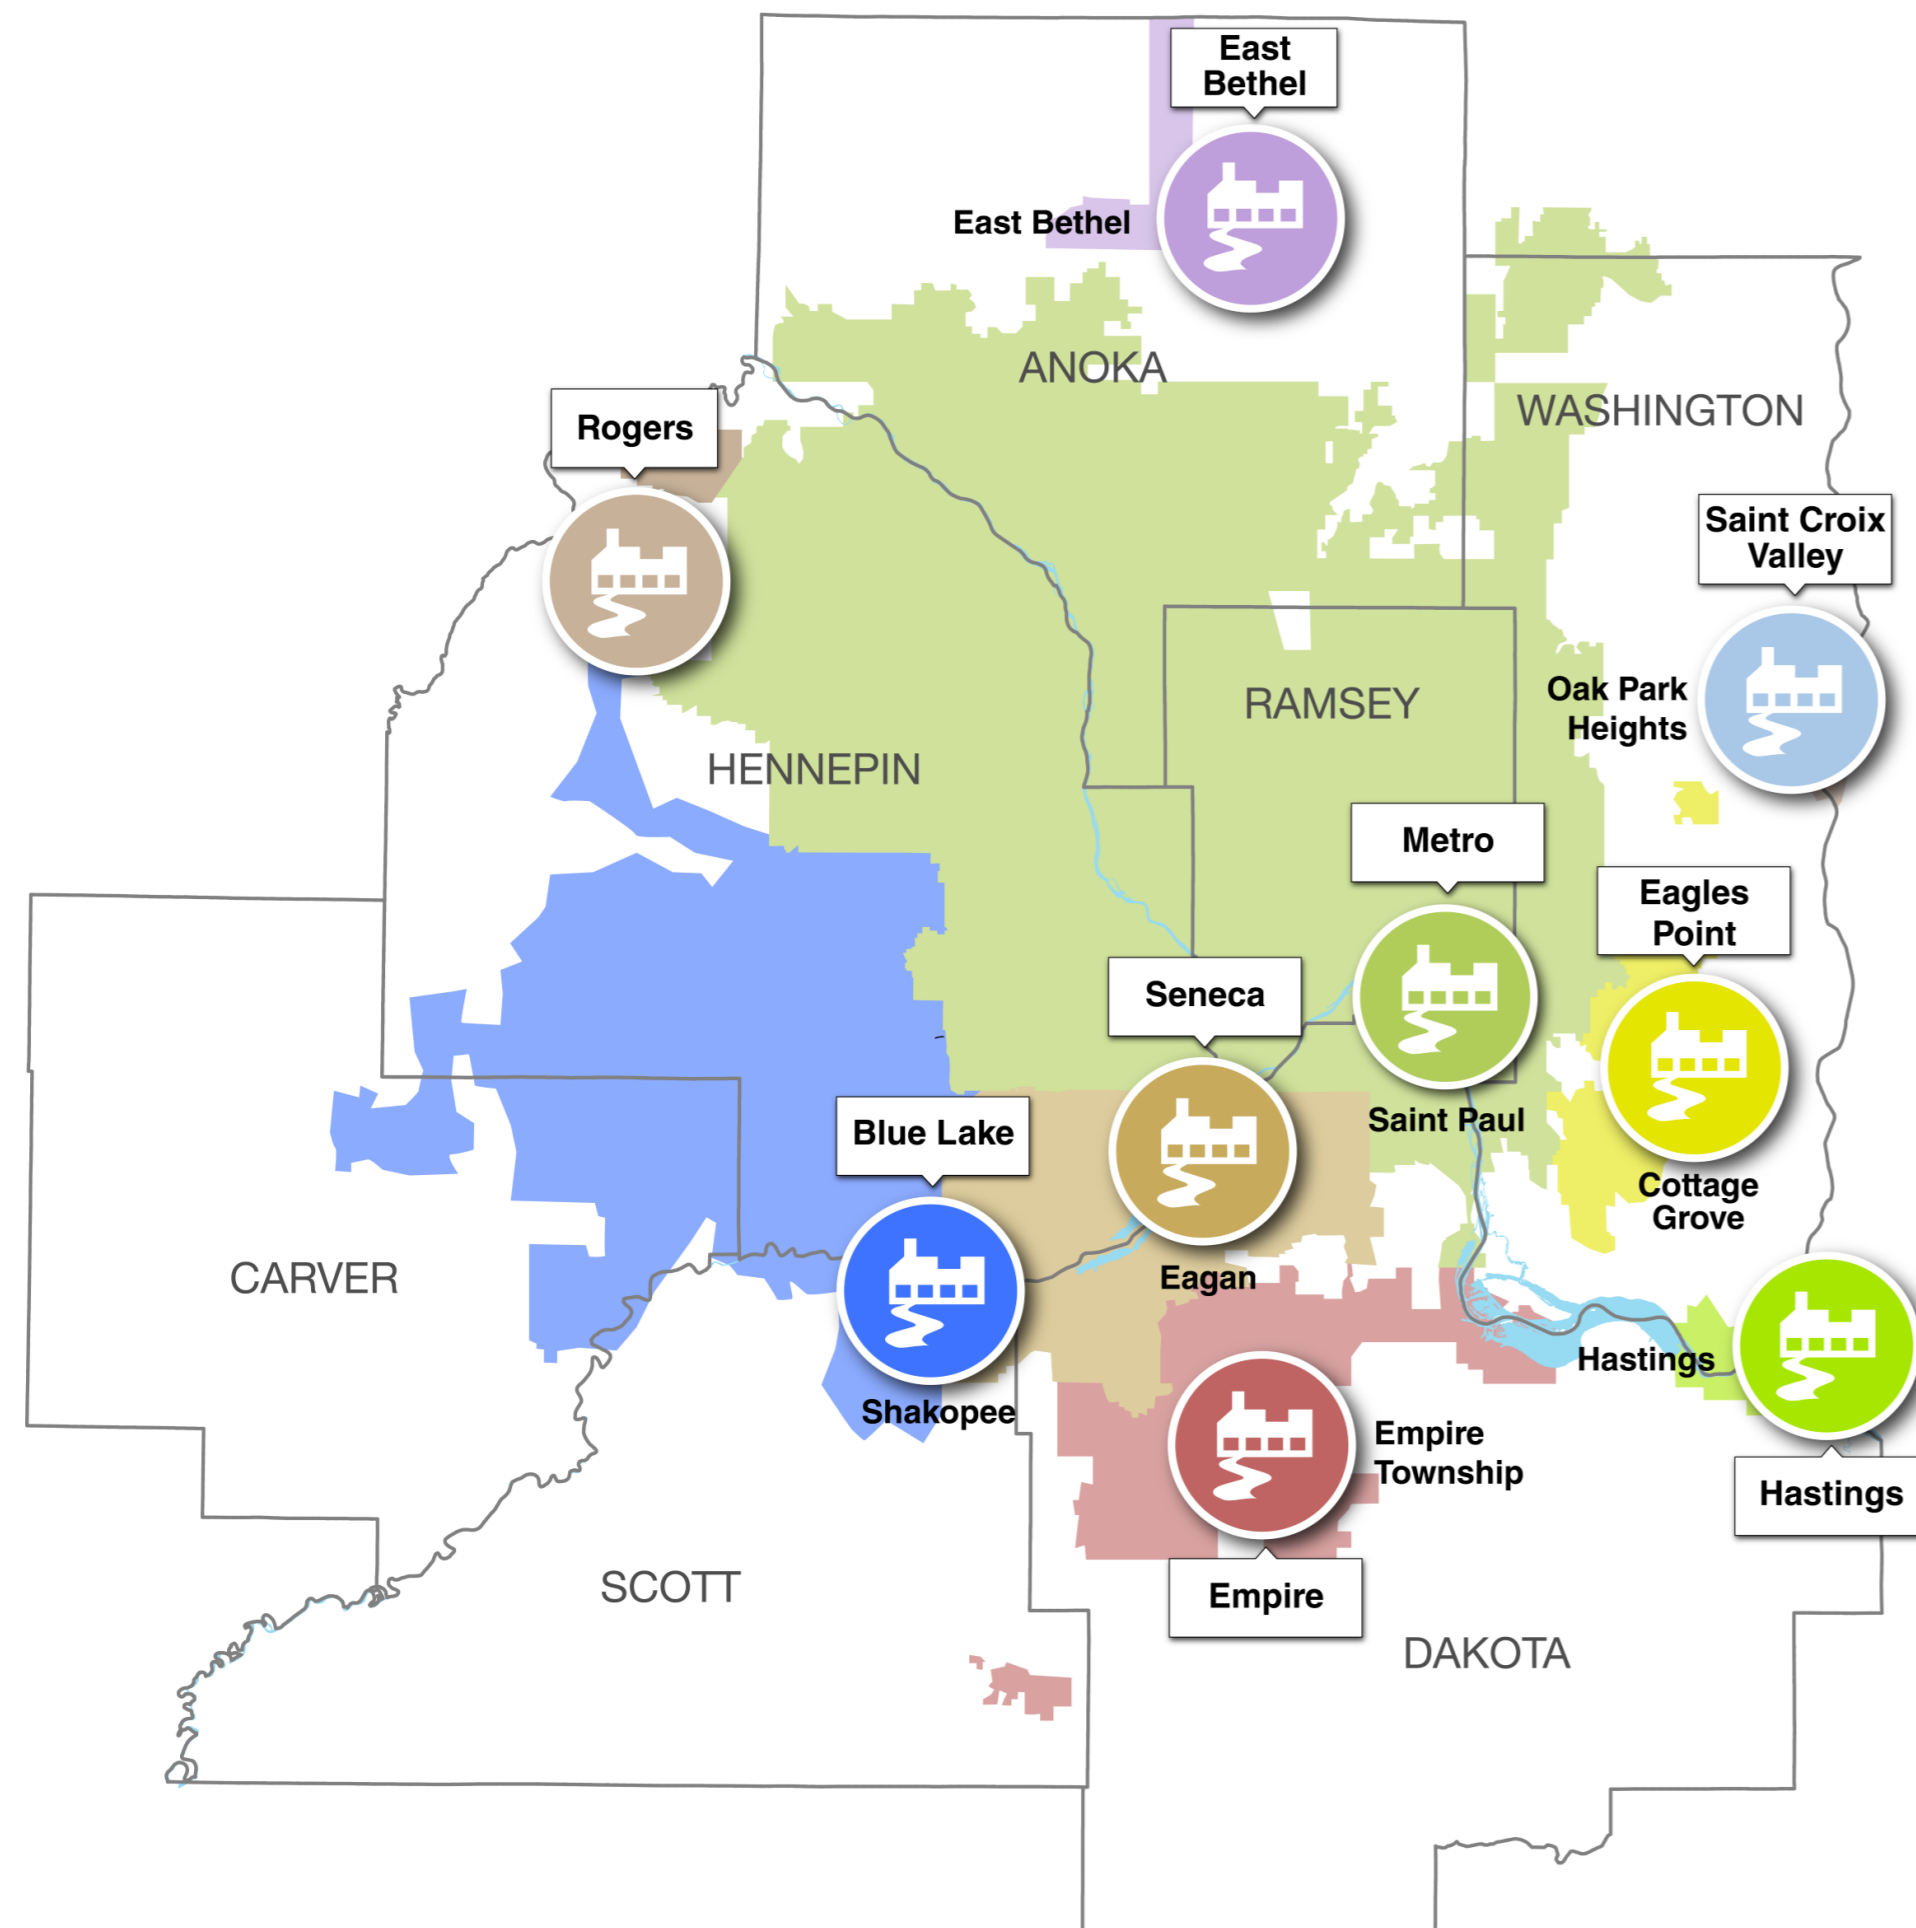 East
Bethel
East Bethel
ANOKA
WASHINGTON
Rogers
Saint Croix
Valley
Oak Park
Heights
RAMSEY
HENNEPIN
Metro
Eagles
Point
Seneca
Saint Paul
Blue Lake
Cottage
Grove
CARVER
Eagan
Hastings
Shakopee
Empire
Township
Hastings
SCOTT
Empire
DAKOTA